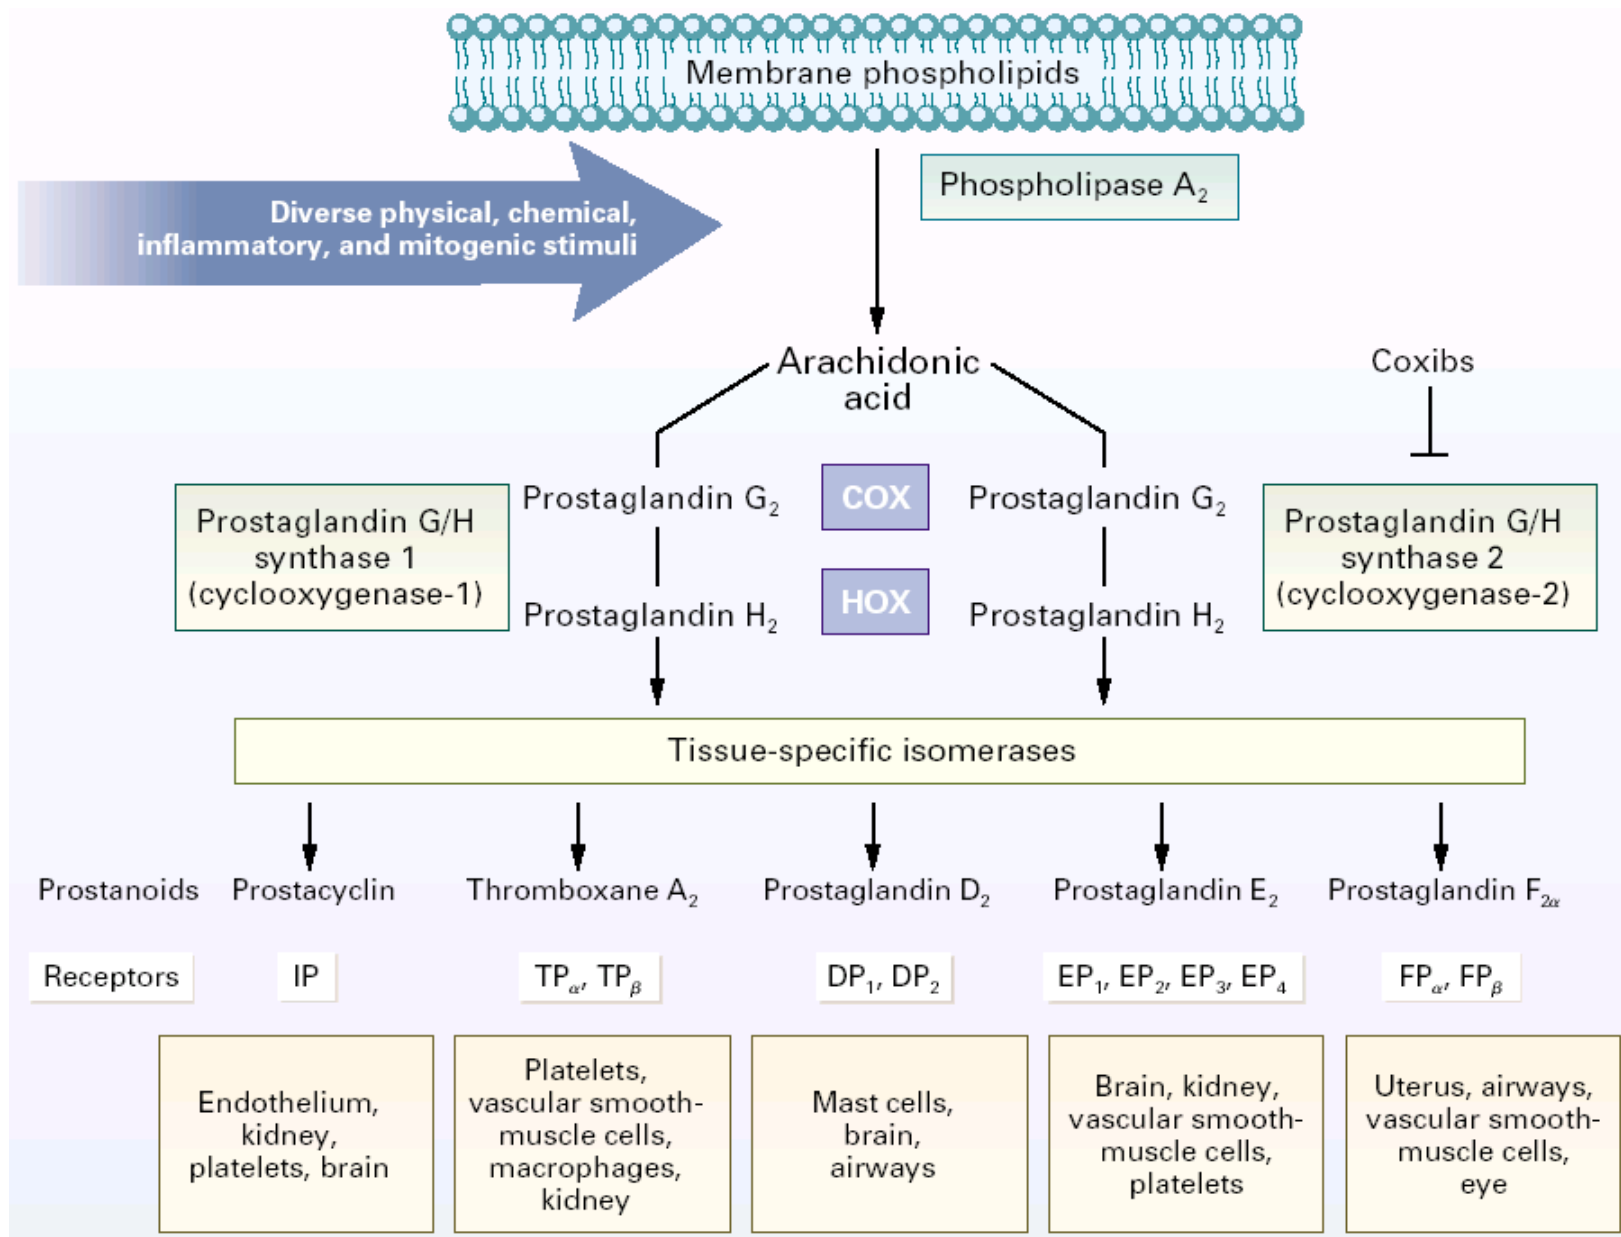 Membrane phospholipids
Phospholipase A₂
Diverse physical, chemical,
inflammatory, and mitogenic stimuli
Arachidonic
acid
Coxibs
Prostaglandin G/H
synthase 1
(cyclooxygenase-1)
Prostaglandin G₂
COX
Prostaglandin G₂
Prostaglandin G/H
synthase 2
(cyclooxygenase-2)
Prostaglandin H₂
HOX
Prostaglandin H₂
Tissue-specific isomerases
Prostanoids
Prostacyclin
Thromboxane A₂
Prostaglandin D₂
Prostaglandin E₂
Prostaglandin F₂α
Receptors
IP
TPα, TPβ
DP₁, DP₂
EP₁, EP₂, EP₃, EP₄
FPα, FPβ
Endothelium,
kidney,
platelets, brain
Platelets,
vascular smooth-
muscle cells,
macrophages,
kidney
Mast cells,
brain,
airways
Brain, kidney,
vascular smooth-
muscle cells,
platelets
Uterus, airways,
vascular smooth-
muscle cells,
eye